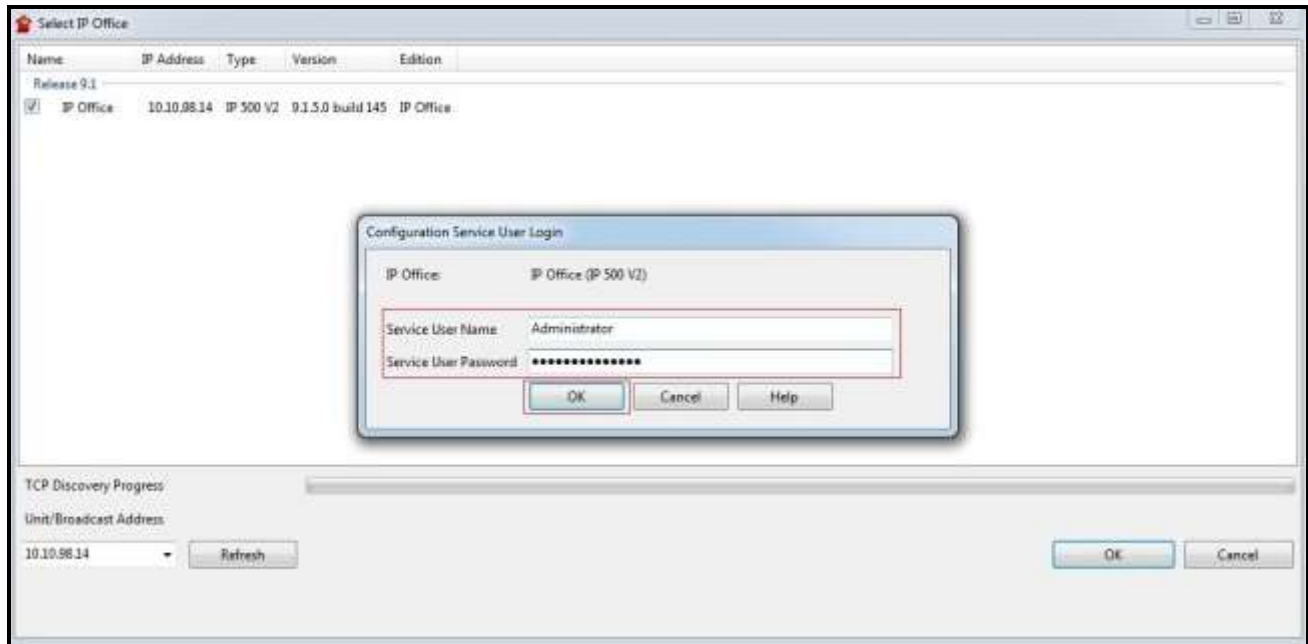 Select IP Office
Name IP Address Type Version Edition
Release 9.1
IP Office 10.10.98.14 IP 500 V2 9.1.5.0 build 145 IP Office
Configuration Service User Login
IP Office: IP Office (IP 500 V2)
Service User Name Administrator
Service User Password ••••••••••••••
OK Cancel Help
TCP Discovery Progress
Unit/Broadcast Address
10.10.98.14 Refresh OK Cancel